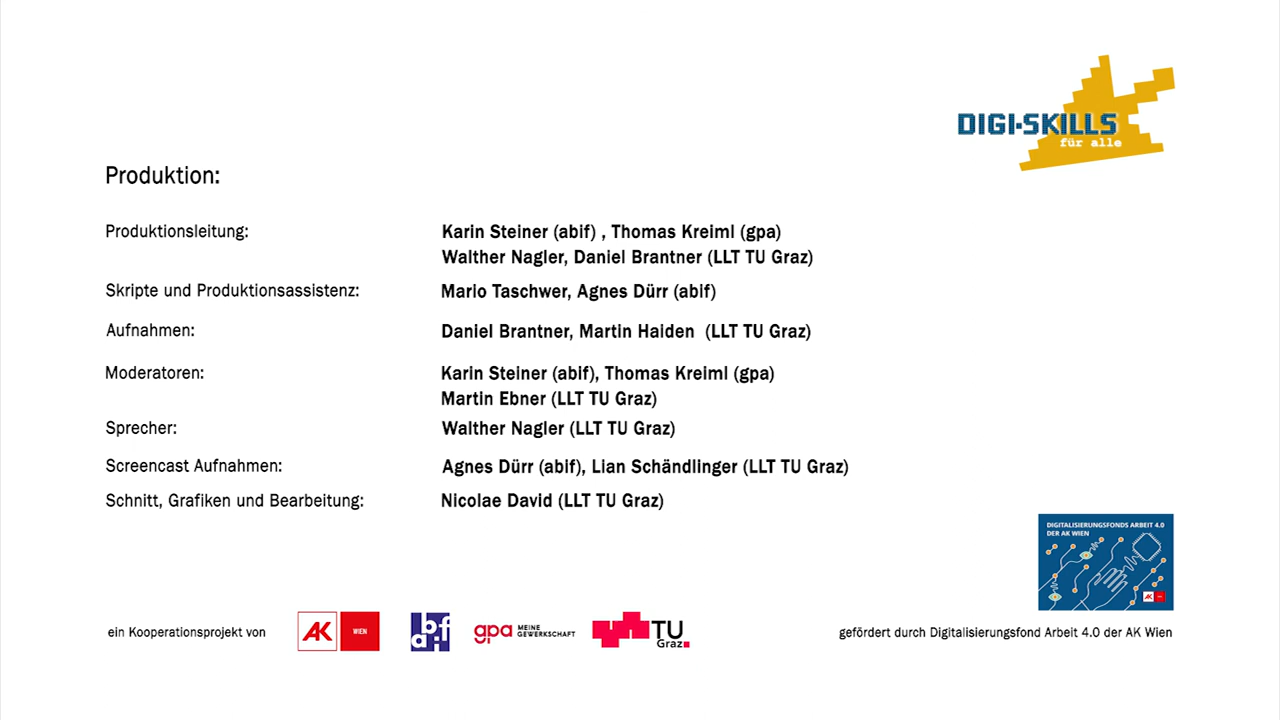 DIGI-SKILLS
für alle
Produktion:
Produktionsleitung: Karin Steiner (abif) , Thomas Kreiml (gpa)
Walther Nagler, Daniel Brantner (LLT TU Graz)
Skripte und Produktionsassistenz: Mario Taschwer, Agnes Dürr (abif)
Aufnahmen: Daniel Brantner, Martin Haiden (LLT TU Graz)
Moderatoren: Karin Steiner (abif), Thomas Kreiml (gpa)
Martin Ebner (LLT TU Graz)
Sprecher: Walther Nagler (LLT TU Graz)
Screencast Aufnahmen: Agnes Dürr (abif), Lian Schändlinger (LLT TU Graz)
Schnitt, Grafiken und Bearbeitung: Nicolae David (LLT TU Graz)
DIGITALISIERUNGSFONDS ARBEIT 4.0
DER AK WIEN
AK
ein Kooperationsprojekt von AK WIEN abif gpa MEINE GEWERKSCHAFT TU Graz
gefördert durch Digitalisierungsfond Arbeit 4.0 der AK Wien